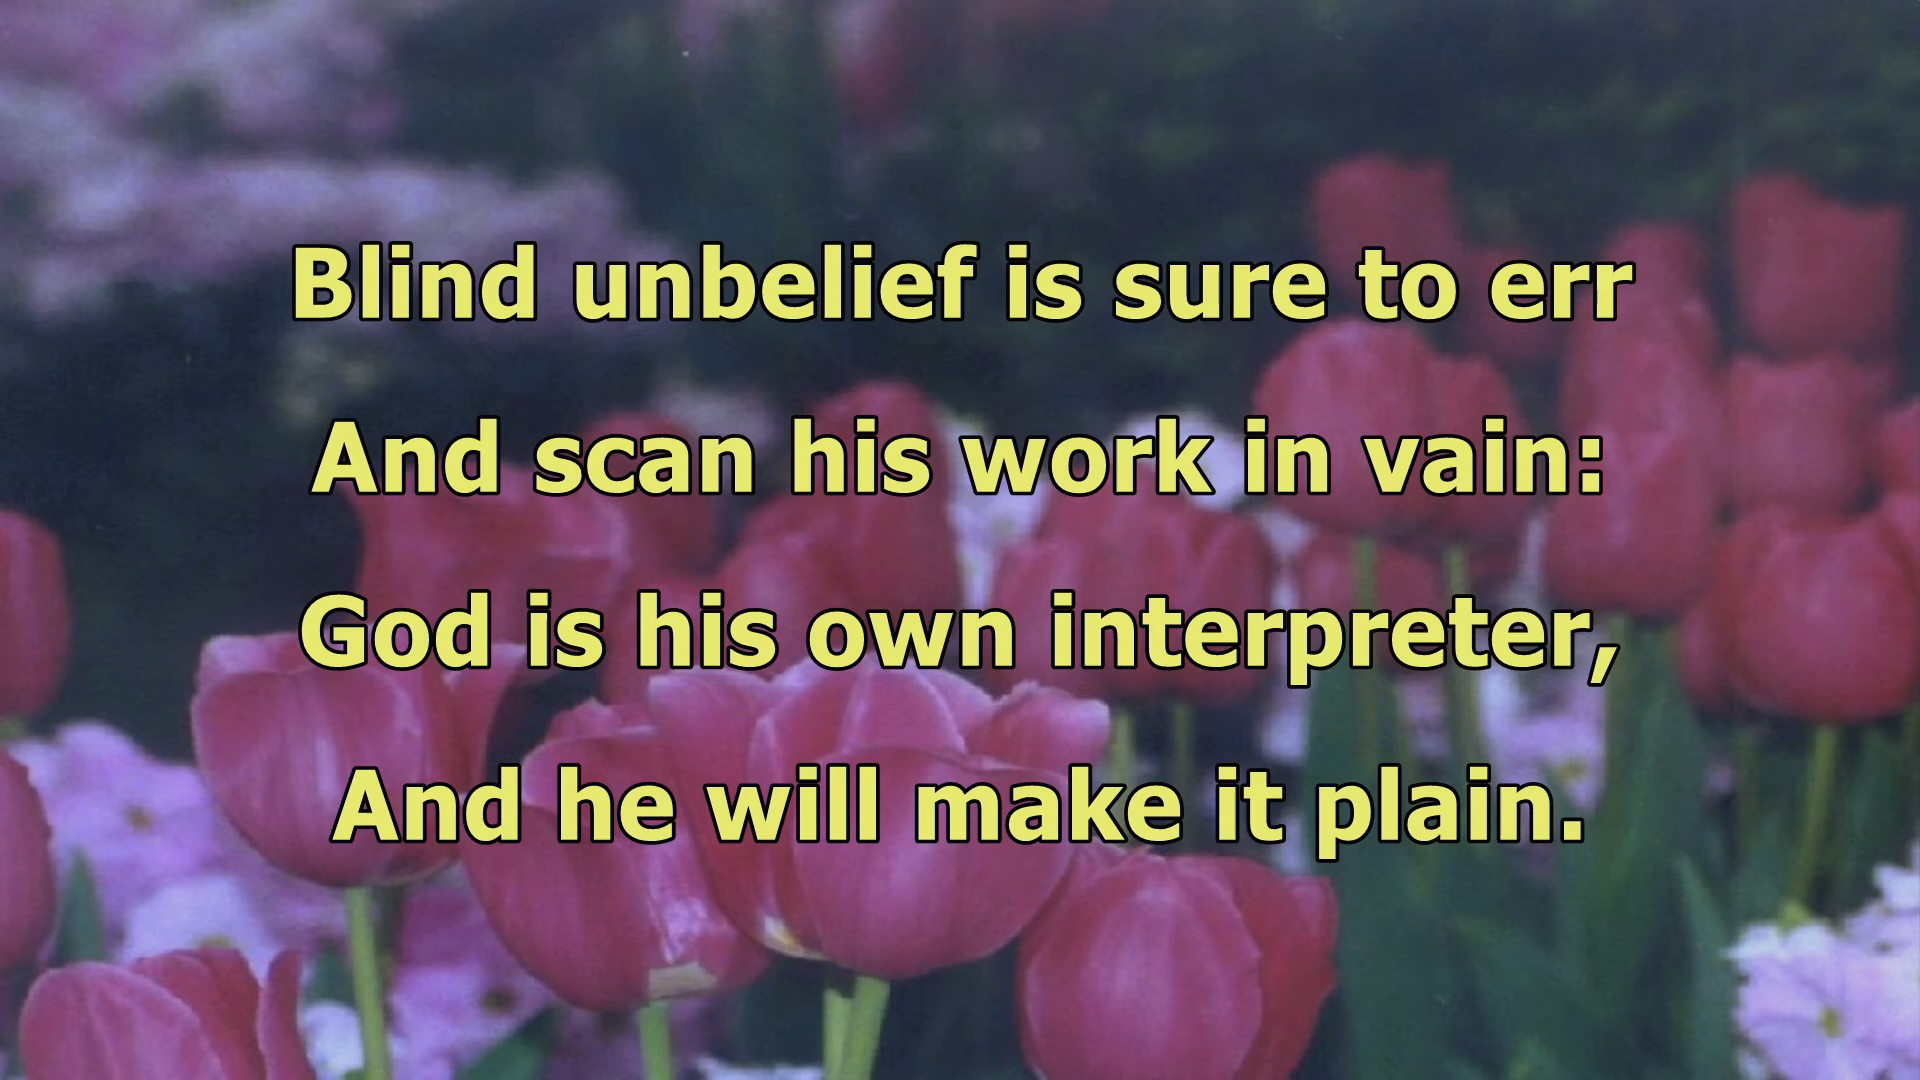 Blind unbelief is sure to err
And scan his work in vain:
God is his own interpreter,
And he will make it plain.